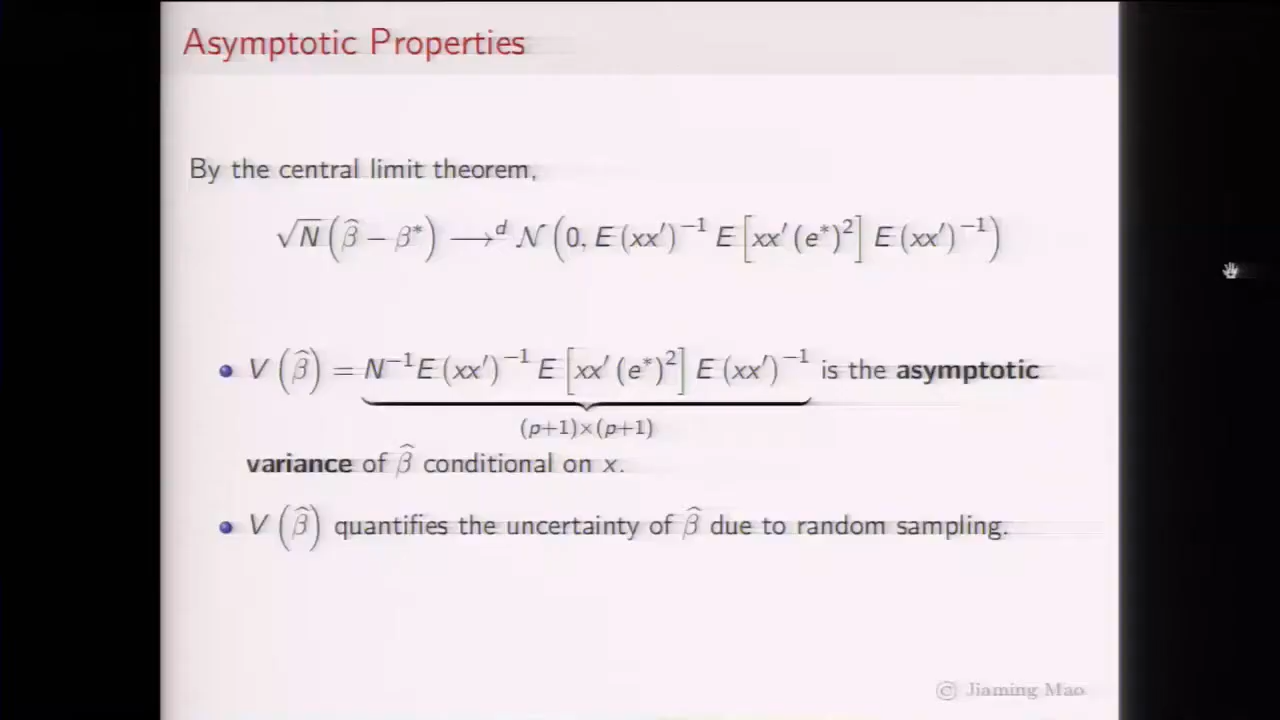 Asymptotic Properties
By the central limit theorem,
√N (β̂ − β*) ⟶ᵈ 𝒩 (0, E (xx′)⁻¹ E [xx′ (e*)²] E (xx′)⁻¹)
• V (β̂) = N⁻¹E (xx′)⁻¹ E [xx′ (e*)²] E (xx′)⁻¹ is the asymptotic
(p+1)×(p+1)
variance of β̂ conditional on x.
• V (β̂) quantifies the uncertainty of β̂ due to random sampling.
© Jiaming Mao